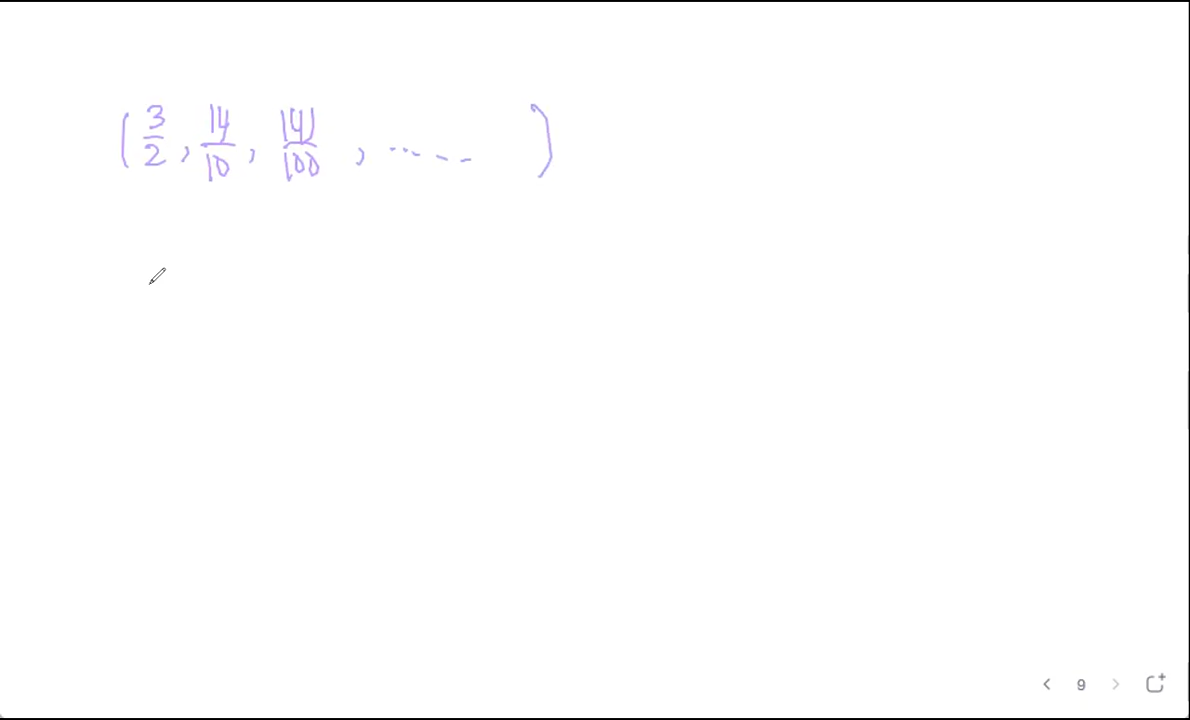 ( 3/2 , 14/10 , 141/100 , ..... )
9